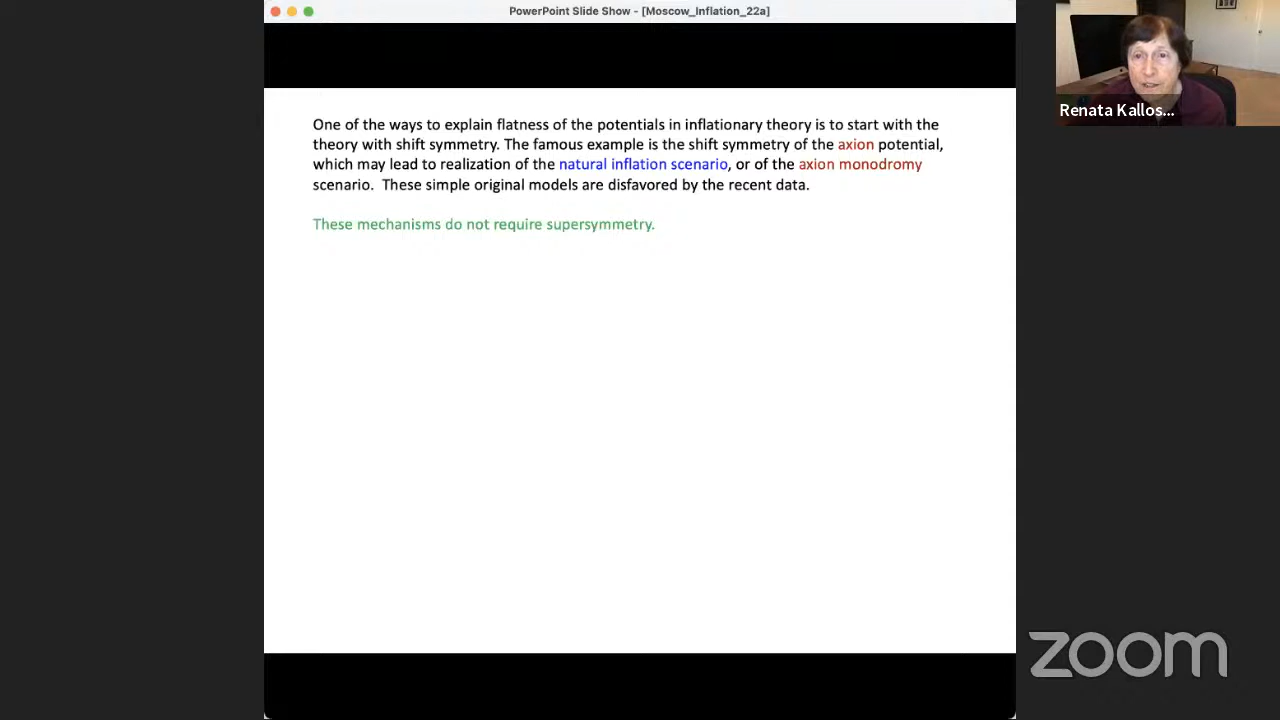 PowerPoint Slide Show - [Moscow_Inflation_22a]
Renata Kallos...
One of the ways to explain flatness of the potentials in inflationary theory is to start with the
theory with shift symmetry. The famous example is the shift symmetry of the axion potential,
which may lead to realization of the natural inflation scenario, or of the axion monodromy
scenario. These simple original models are disfavored by the recent data.
These mechanisms do not require supersymmetry.
zoom